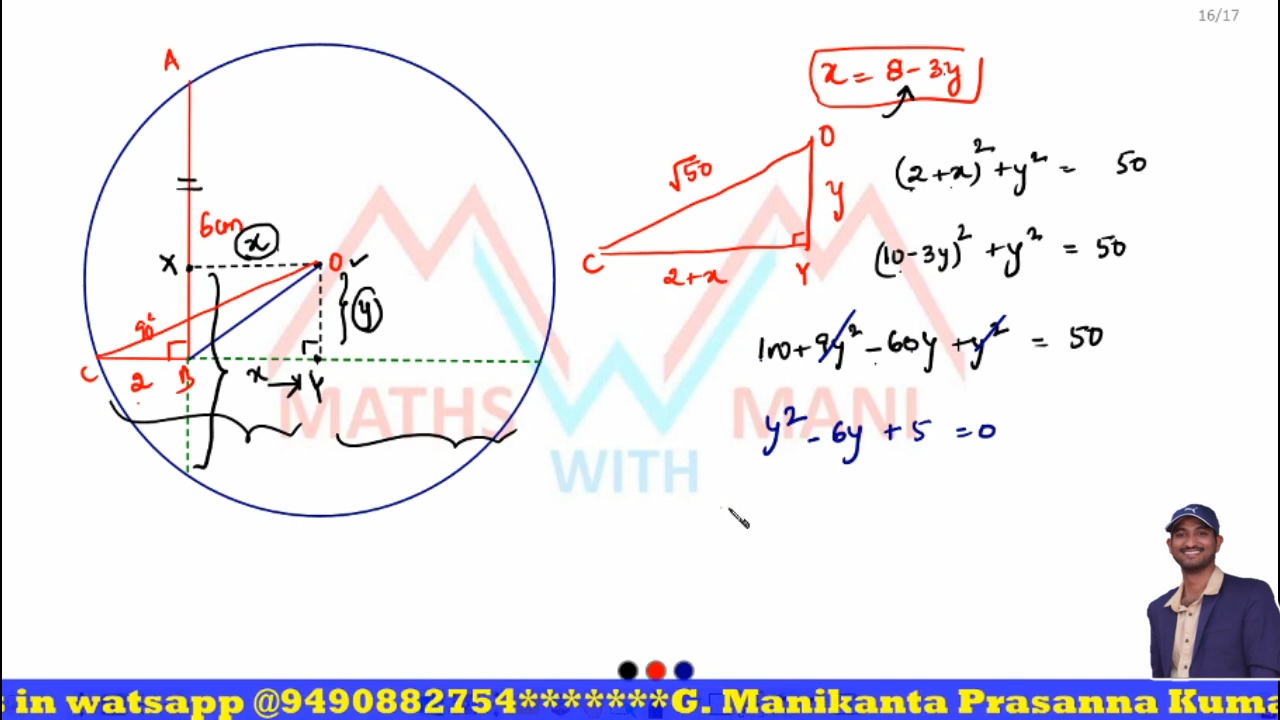 16/17
A
6cm
x
X
O
y
90°
C
2
B
x → Y
x = 8 - 3y
O
√50
y
C
2+x
Y
(2+x)² + y² = 50
(10-3y)² + y² = 50
100 + 9y² - 60y + y² = 50
y² - 6y + 5 = 0
MATHS
WITH
MANI
s in watsapp @9490882754*******G. Manikanta Prasanna Kuma